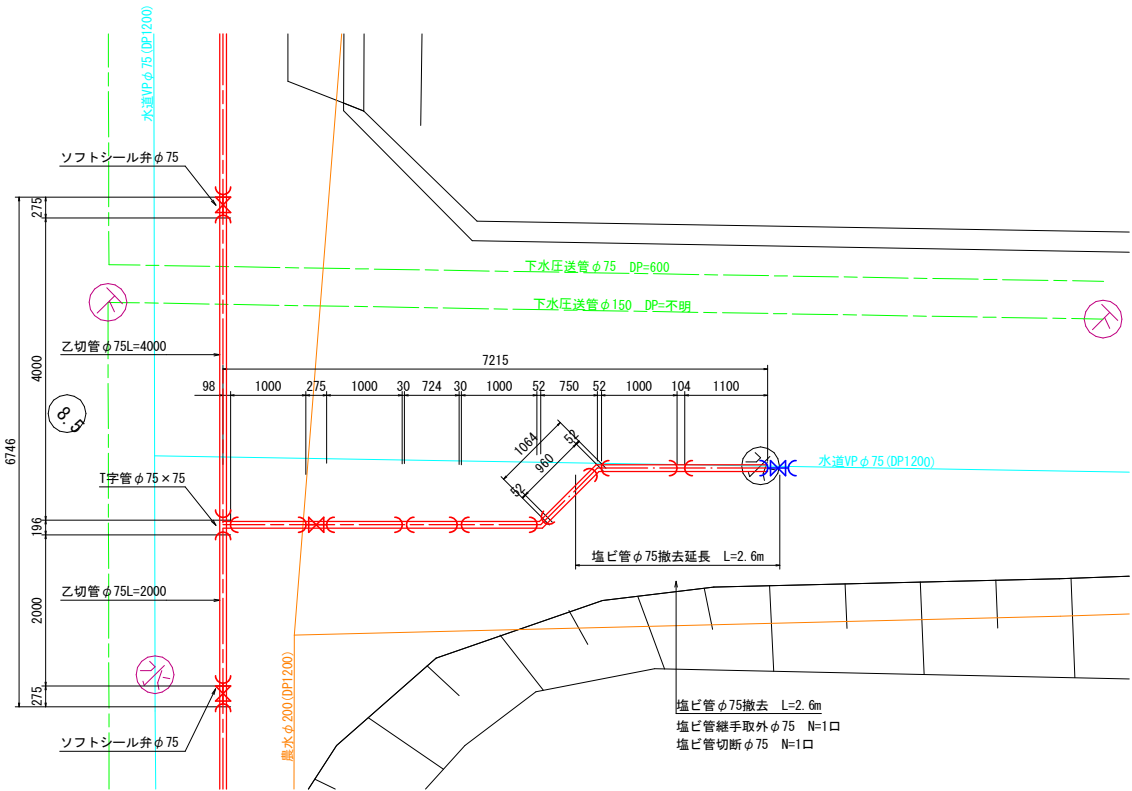 水道VPφ75(DP1200)
ソフトシール弁φ75
275
下水圧送管φ75 DP=600
下水圧送管φ150 DP=不明
乙切管φ75L=4000
4000
7215
98 1000 275 1000 30 724 30 1000 52 750 52 1000 104 1100
8.5
6746
1064
960
52
52
水道VPφ75(DP1200)
T字管φ75×75
196
塩ビ管φ75撤去延長 L=2.6m
乙切管φ75L=2000
2000
275
農水φ200(DP1200)
塩ビ管φ75撤去 L=2.6m
塩ビ管継手取外φ75 N=1口
塩ビ管切断φ75 N=1口
ソフトシール弁φ75